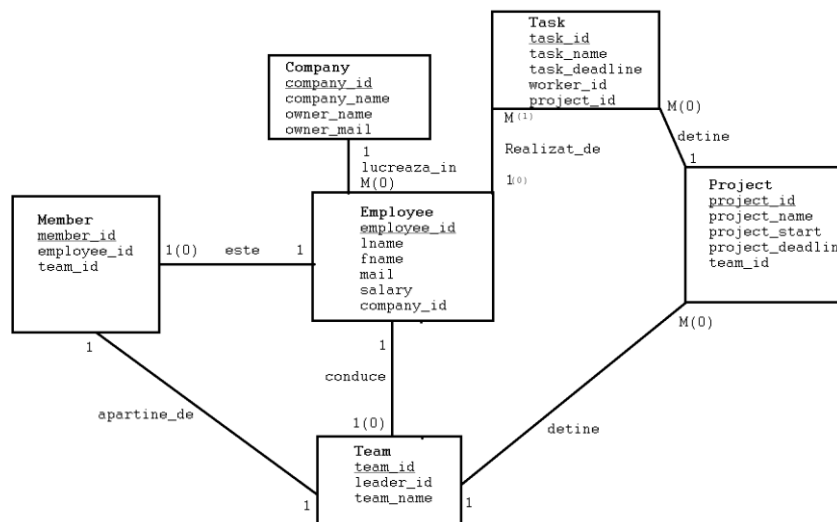 Task
task_id
task_name
task_deadline
worker_id
project_id
Company
company_id
company_name
owner_name
owner_mail
M(1)
M(0)
detine
1
lucreaza_in
M(0)
Realizat_de
1(0)
1
Project
project_id
project_name
project_start
project_deadlin
team_id
Member
member_id
employee_id
team_id
Employee
employee_id
lname
fname
mail
salary
company_id
1(0)
este
1
M(0)
1
1
conduce
apartine_de
1(0)
detine
Team
team_id
leader_id
team_name
1
1